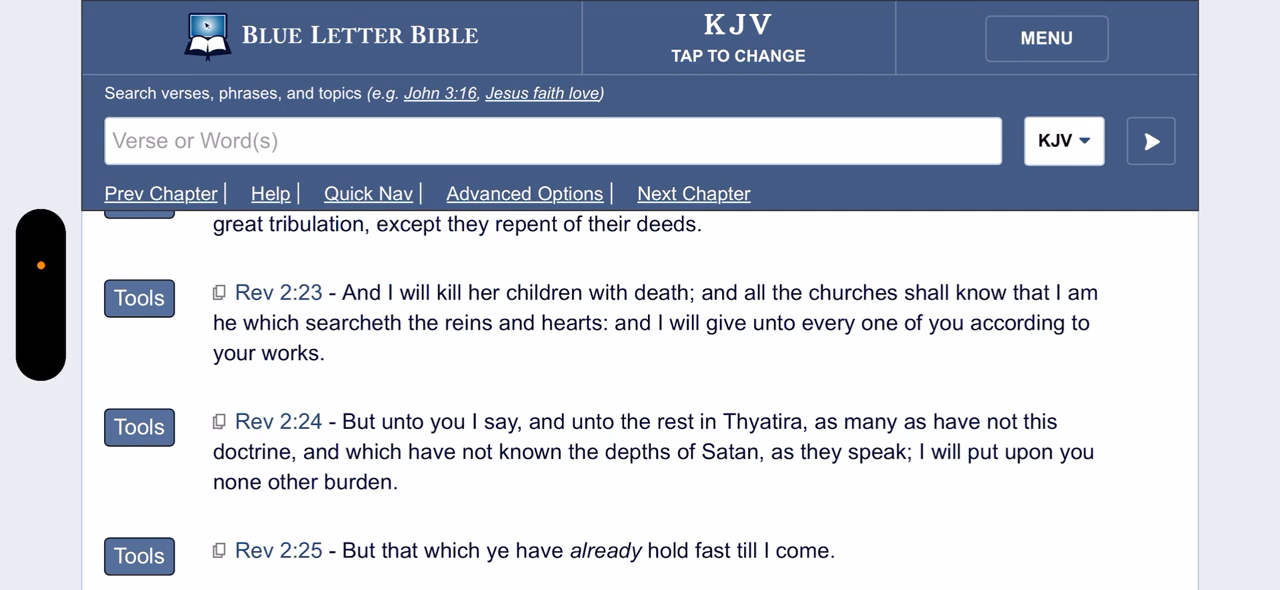 BLUE LETTER BIBLE
KJV
TAP TO CHANGE
MENU
Search verses, phrases, and topics (e.g. John 3:16, Jesus faith love)
Verse or Word(s)
KJV
Prev Chapter | Help | Quick Nav | Advanced Options | Next Chapter
great tribulation, except they repent of their deeds.
Tools
Rev 2:23 - And I will kill her children with death; and all the churches shall know that I am
he which searcheth the reins and hearts: and I will give unto every one of you according to
your works.
Tools
Rev 2:24 - But unto you I say, and unto the rest in Thyatira, as many as have not this
doctrine, and which have not known the depths of Satan, as they speak; I will put upon you
none other burden.
Tools
Rev 2:25 - But that which ye have already hold fast till I come.